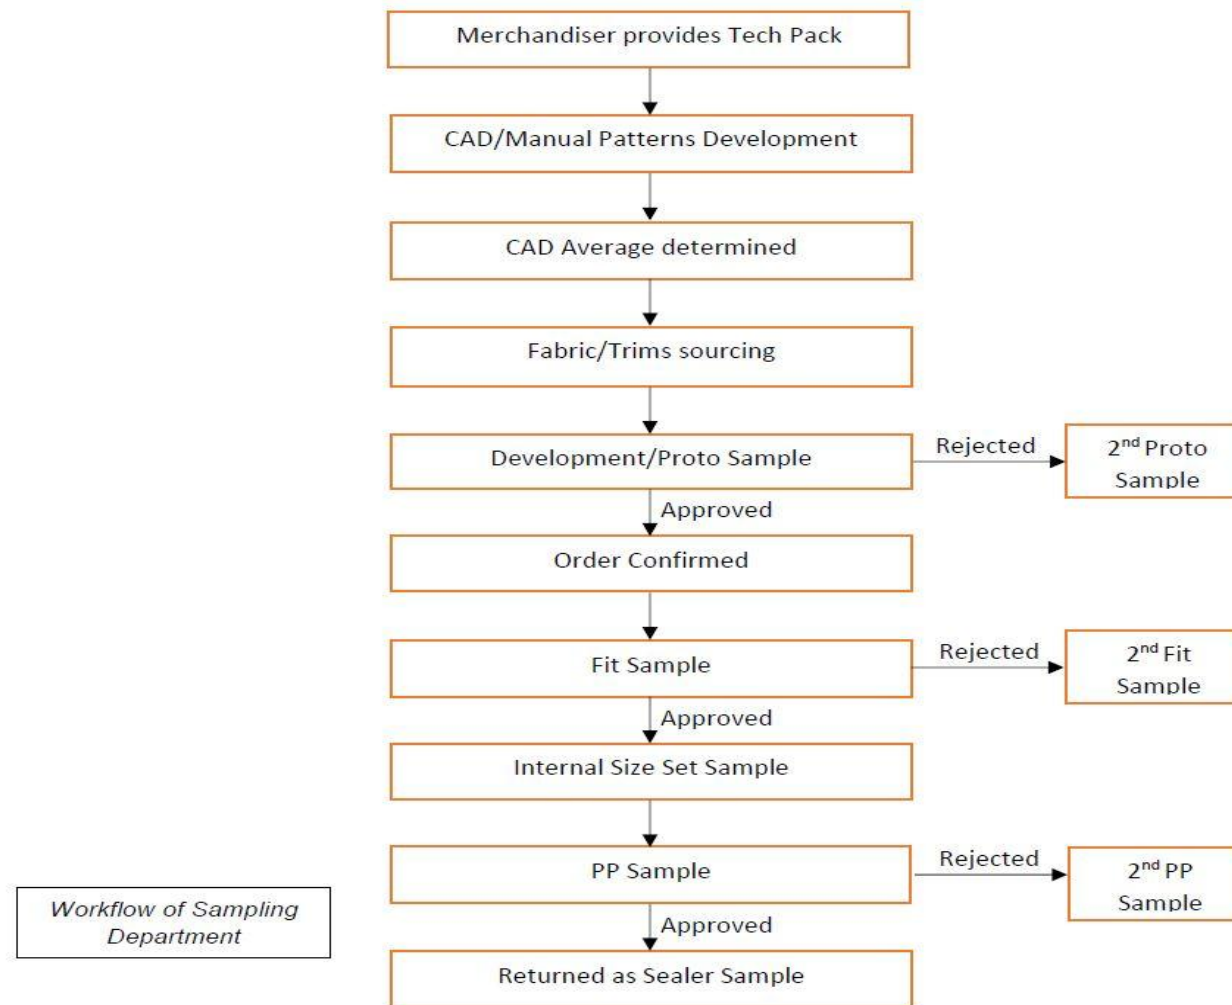 Merchandiser provides Tech Pack
CAD/Manual Patterns Development
CAD Average determined
Fabric/Trims sourcing
Development/Proto Sample
Rejected
2nd Proto
Sample
Approved
Order Confirmed
Fit Sample
Rejected
2nd Fit
Sample
Approved
Internal Size Set Sample
PP Sample
Rejected
2nd PP
Sample
Workflow of Sampling
Department
Approved
Returned as Sealer Sample